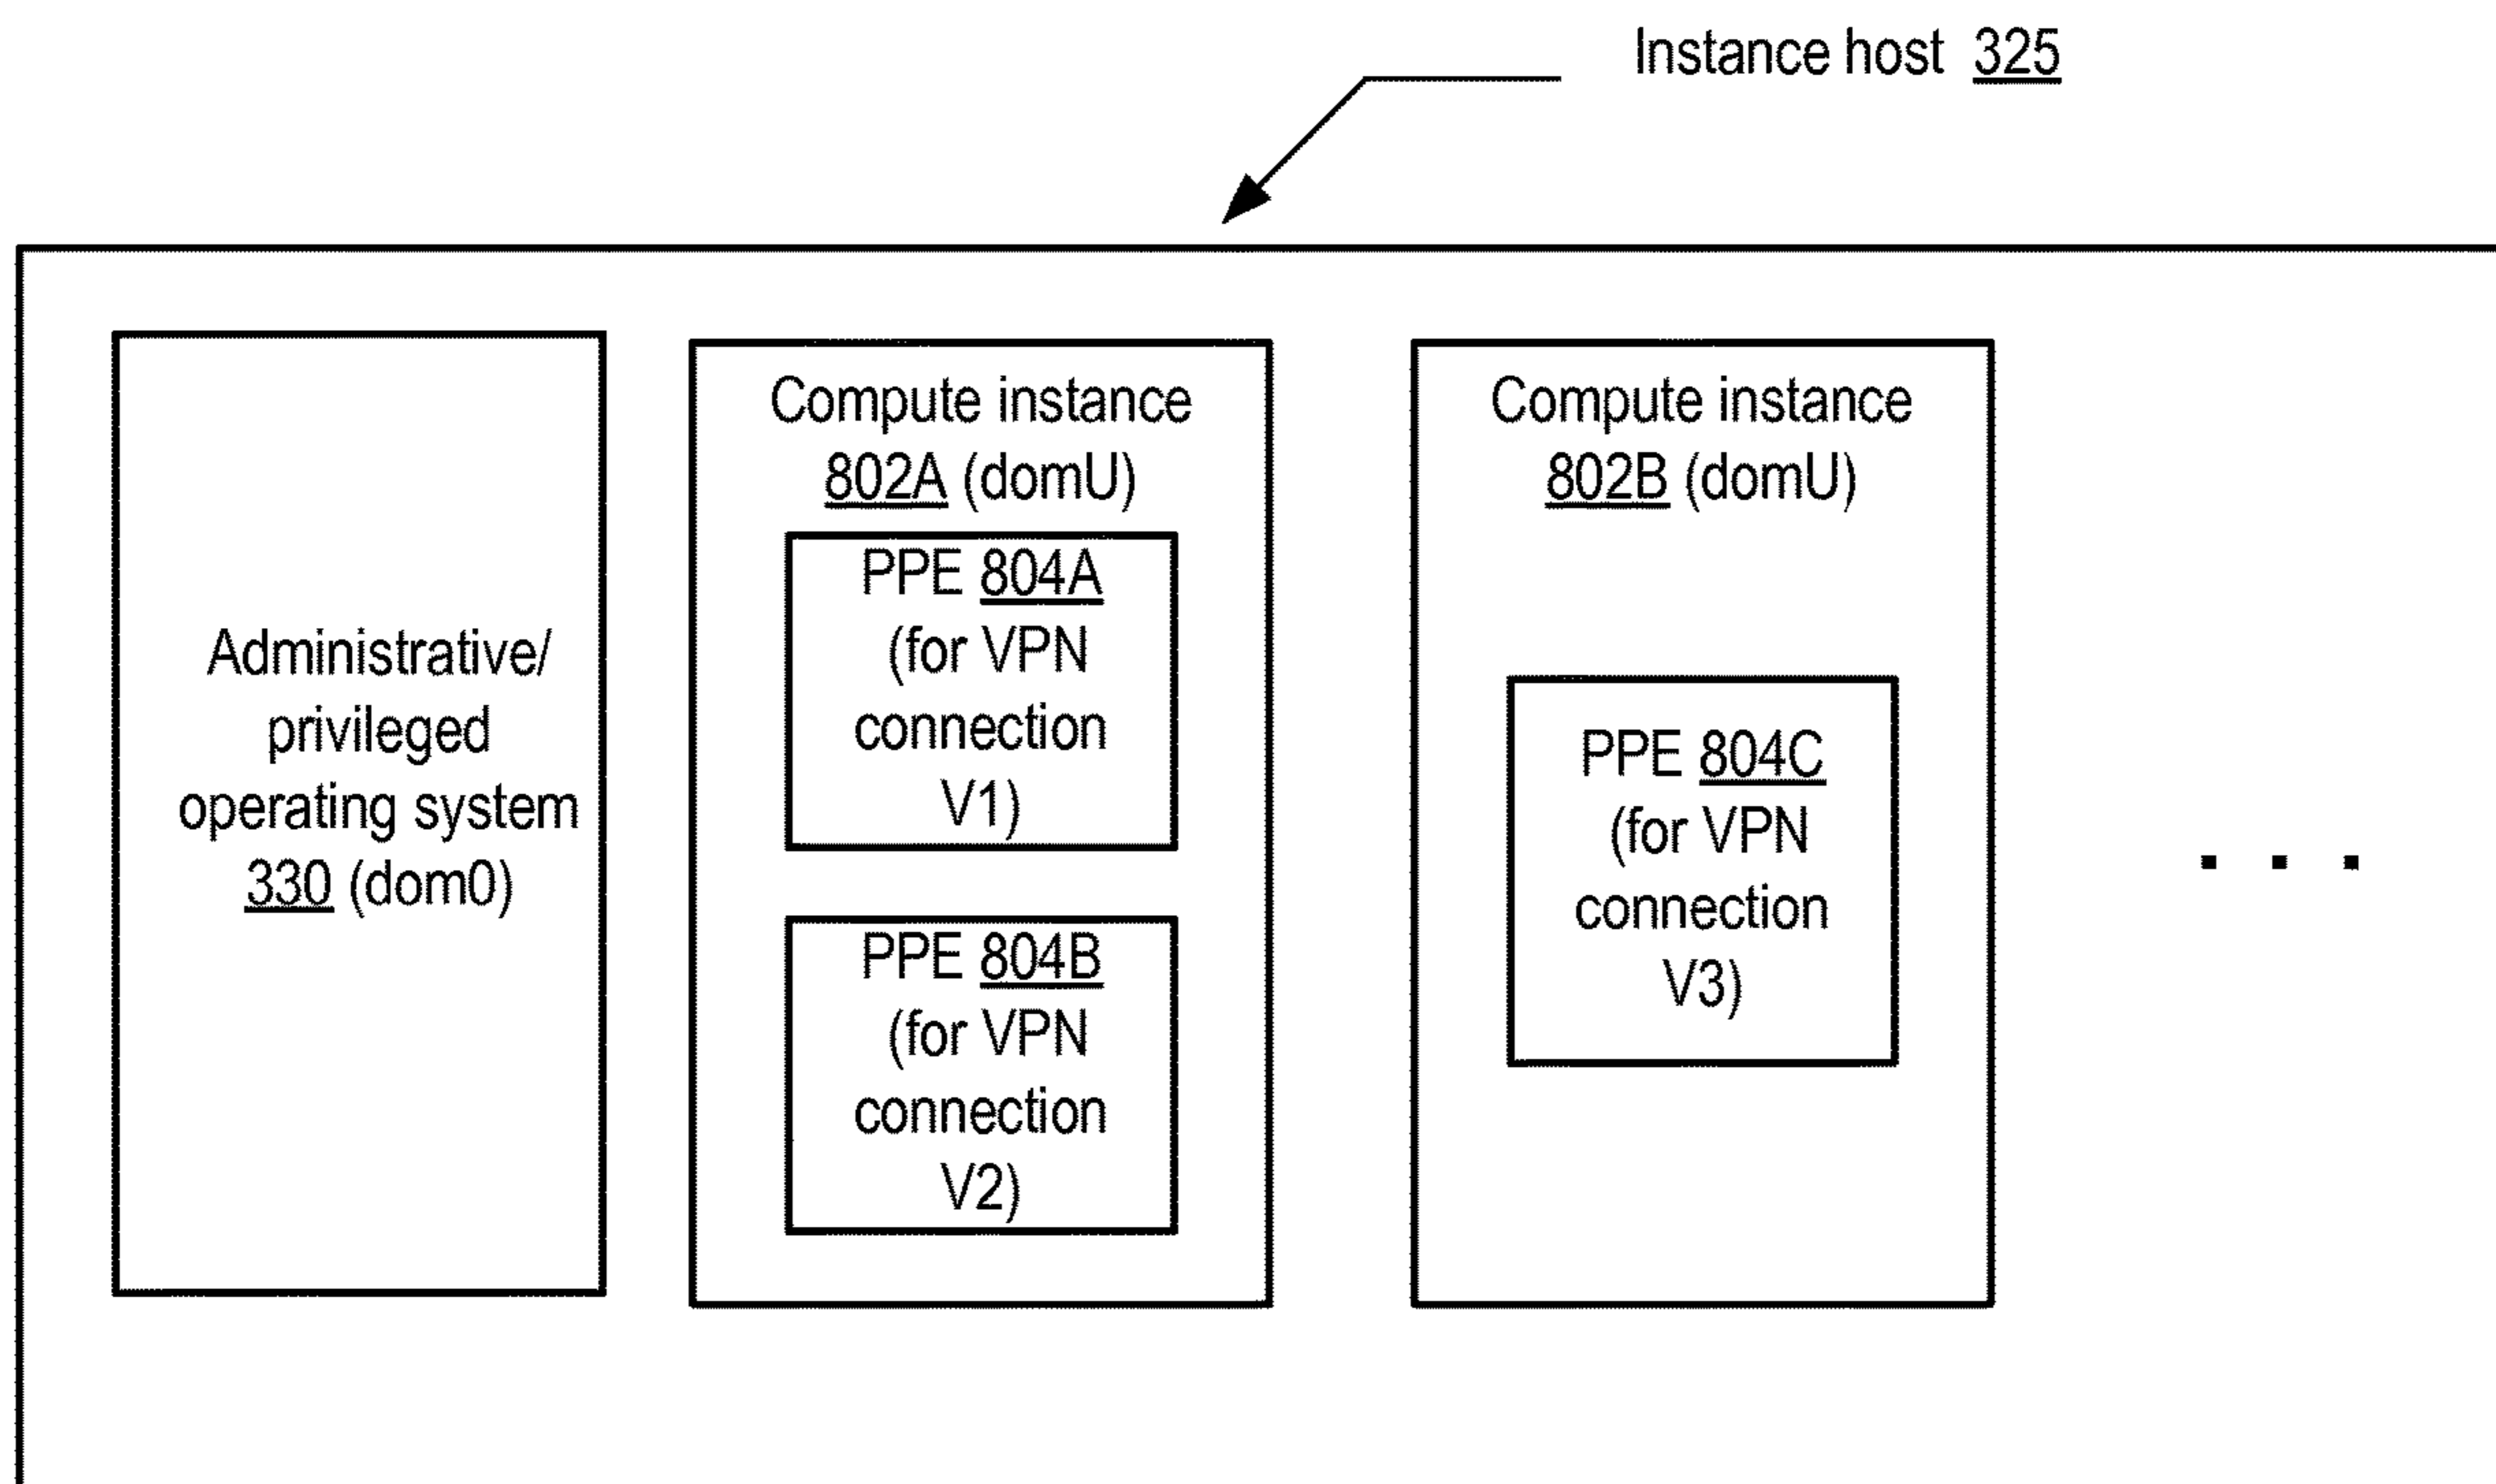 Instance host 325
Administrative/
privileged
operating system
330 (dom0)
Compute instance
802A (domU)
PPE 804A
(for VPN
connection
V1)
PPE 804B
(for VPN
connection
V2)
Compute instance
802B (domU)
PPE 804C
(for VPN
connection
V3)
. . .